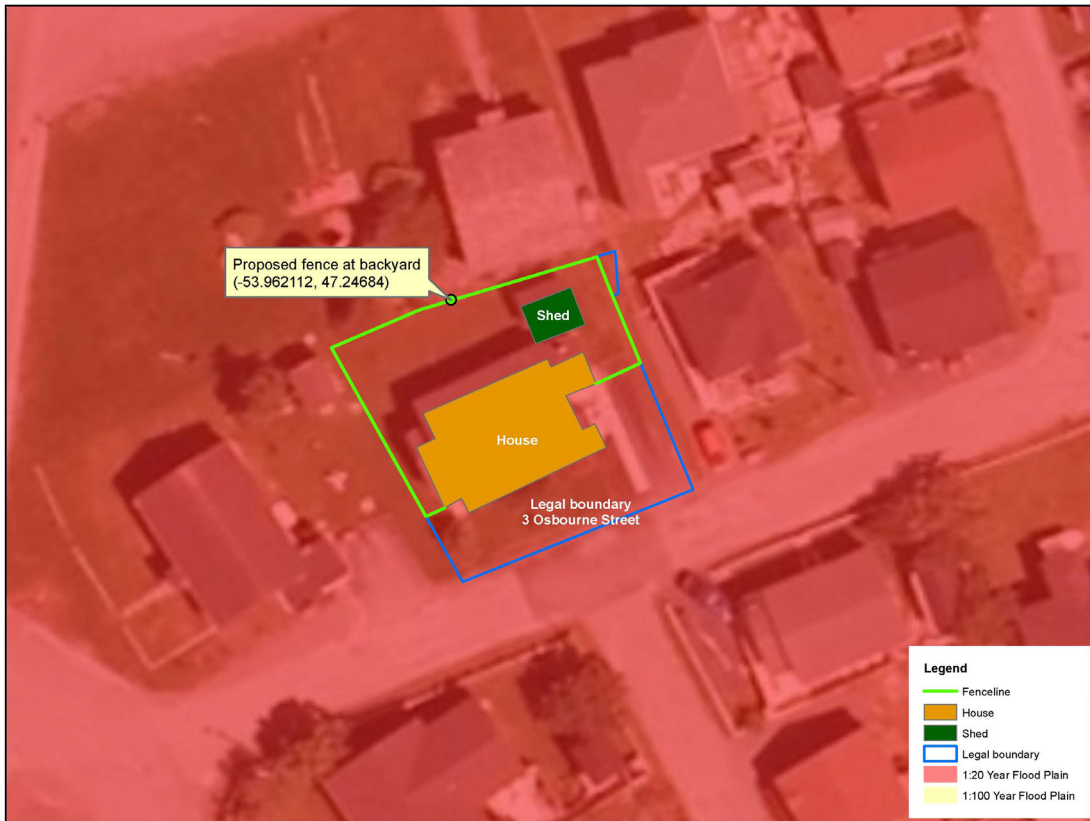 Proposed fence at backyard
(-53.962112, 47.24684)
Shed
House
Legal boundary
3 Osbourne Street
Legend
Fenceline
House
Shed
Legal boundary
1:20 Year Flood Plain
1:100 Year Flood Plain